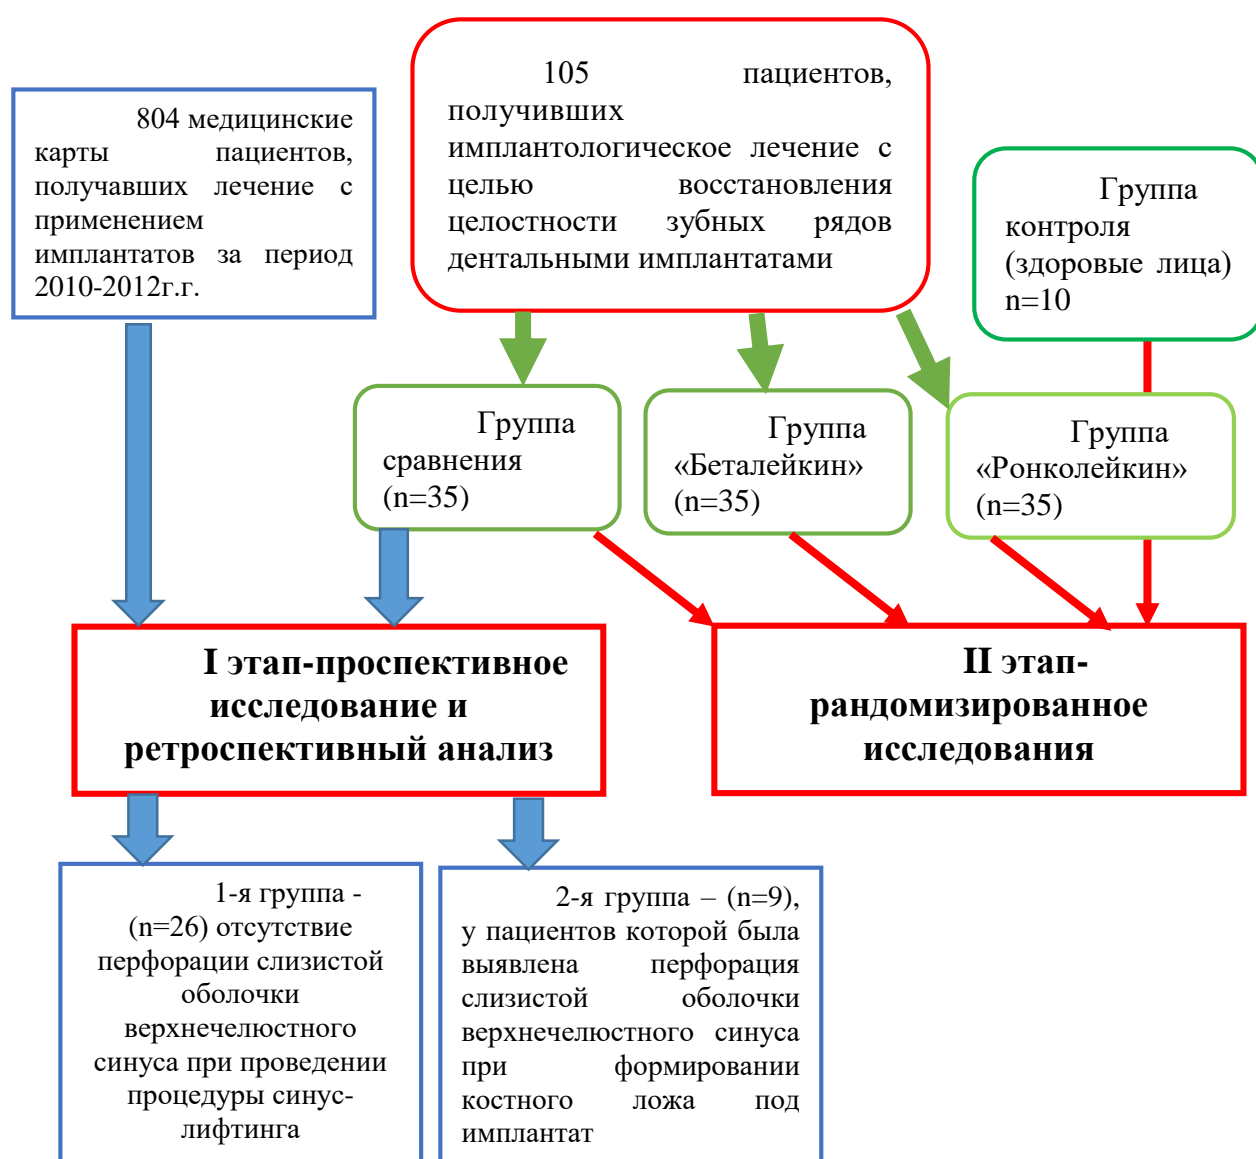 804 медицинские
карты пациентов,
получавших лечение с
применением
имплантатов за период
2010-2012г.г.
105 пациентов,
получивших
имплантологическое лечение с
целью восстановления
целостности зубных рядов
дентальными имплантатами
Группа
контроля
(здоровые лица)
n=10
Группа
сравнения
(n=35)
Группа
«Беталейкин»
(n=35)
Группа
«Ронколейкин»
(n=35)
I этап-проспективное
исследование и
ретроспективный анализ
II этап-
рандомизированное
исследования
1-я группа -
(n=26) отсутствие
перфорации слизистой
оболочки
верхнечелюстного
синуса при проведении
процедуры синус-
лифтинга
2-я группа – (n=9),
у пациентов которой была
выявлена перфорация
слизистой оболочки
верхнечелюстного синуса
при формировании
костного ложа под
имплантат